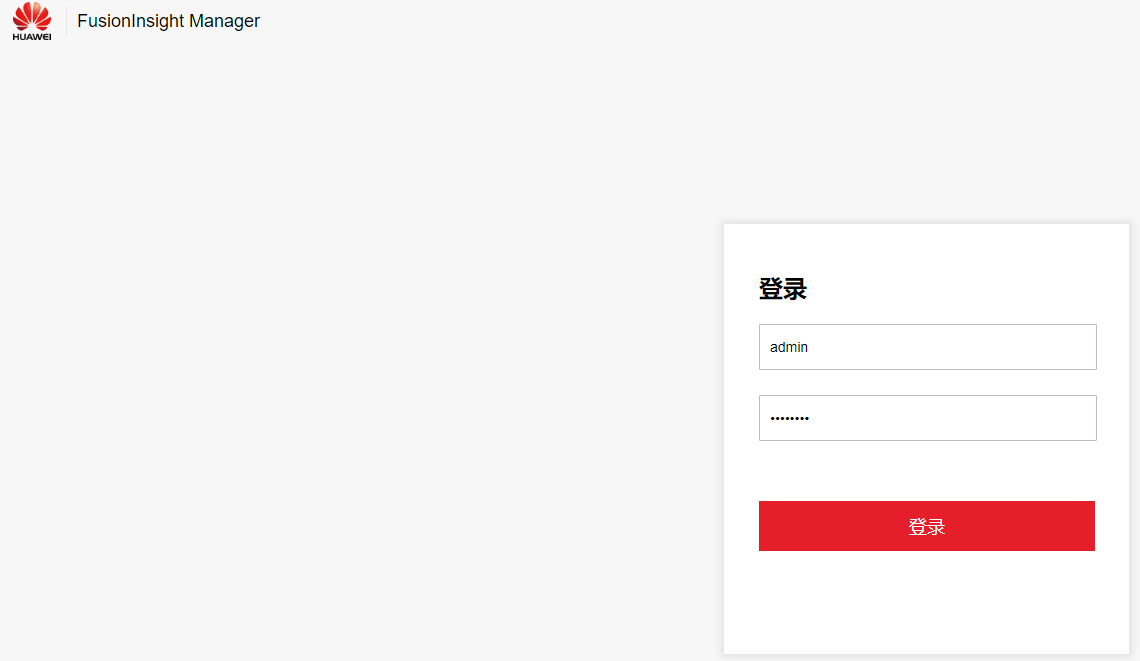 HUAWEI
FusionInsight Manager
登录
admin
••••••••
登录